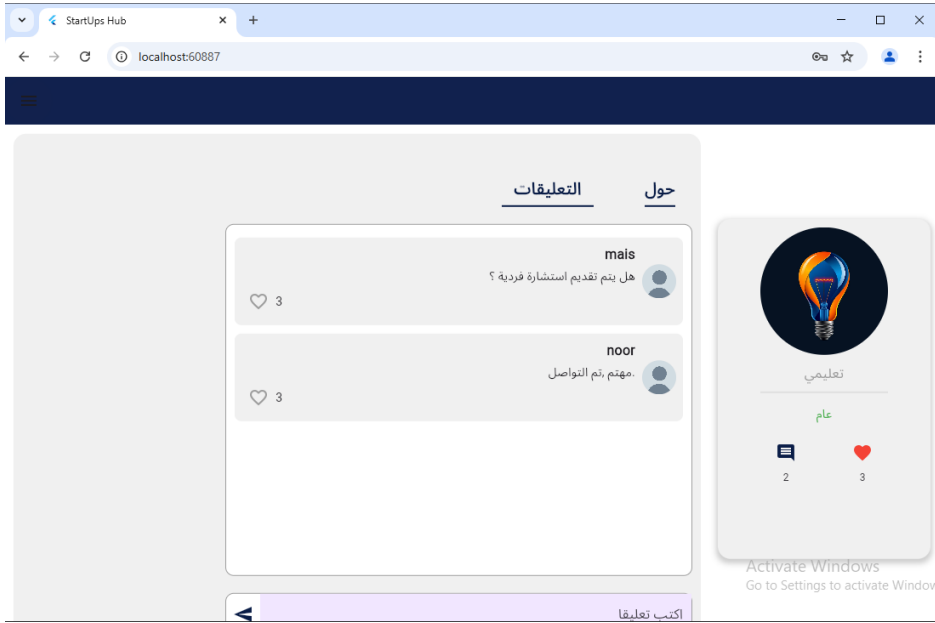 StartUps Hub
localhost:60887
حول
التعليقات
mais
هل يتم تقديم استشارة فردية ؟
3
noor
.مهتم ,تم التواصل
3
اكتب تعليقا
تعليمي
عام
2
3
Activate Windows
Go to Settings to activate Window